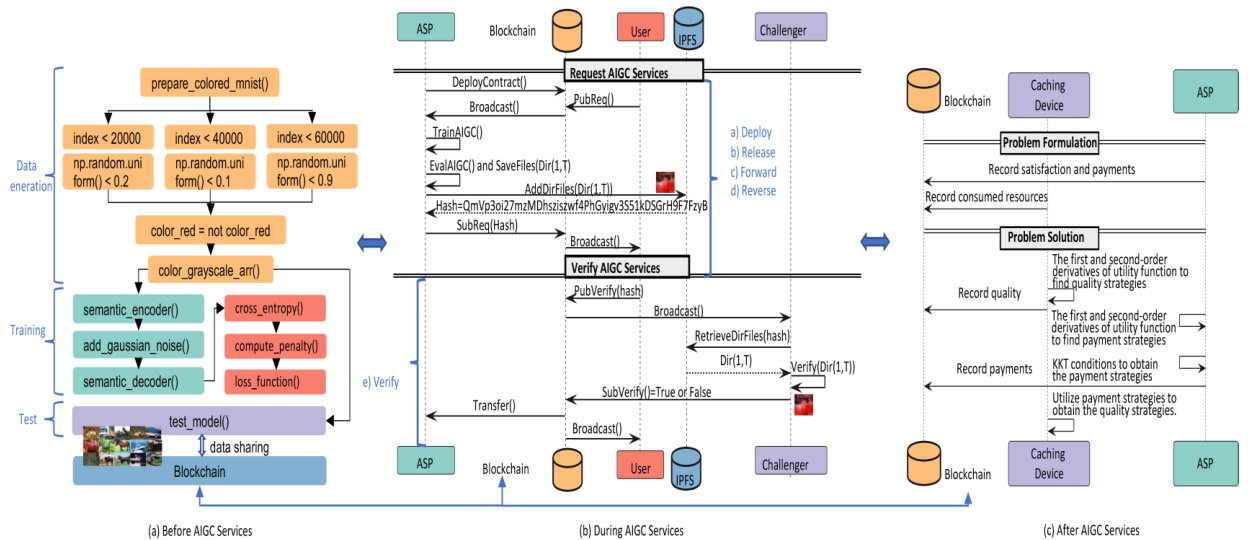 Data
eneration
Training
Test
prepare_colored_mnist()
index < 20000
index < 40000
index < 60000
np.random.uni
form() < 0.2
np.random.uni
form() < 0.1
np.random.uni
form() < 0.9
color_red = not color_red
color_grayscale_arr()
semantic_encoder()
add_gaussian_noise()
semantic_decoder()
cross_entropy()
compute_penalty()
loss_function()
test_model()
data sharing
Blockchain
(a) Before AIGC Services
ASP
Blockchain
User
IPFS
Challenger
Request AIGC Services
DeployContract()
PubReq()
Broadcast()
TrainAIGC()
EvalAIGC() and SaveFiles(Dir(1,T)
AddDirFiles(Dir(1,T))
Hash=QmVp3oi27mzMDhsziszwf4PhGyjgv3S51kDSGrH9F7FzyB
SubReq(Hash)
Broadcast()
a) Deploy
b) Release
c) Forward
d) Reverse
Verify AIGC Services
PubVerify(hash)
Broadcast()
RetrieveDirFiles(hash)
Dir(1,T)
Verify(Dir(1,T))
SubVerify()=True or False
Transfer()
Broadcast()
e) Verify
ASP
Blockchain
User
IPFS
Challenger
(b) During AIGC Services
Blockchain
Caching
Device
ASP
Problem Formulation
Record satisfaction and payments
Record consumed resources
Problem Solution
The first and second-order
derivatives of utility function to
find quality strategies
Record quality
The first and second-order
derivatives of utility function
to find payment strategies
KKT conditions to obtain
the payment strategies
Record payments
Utilize payment strategies to
obtain the quality strategies.
Blockchain
Caching
Device
ASP
(c) After AIGC Services